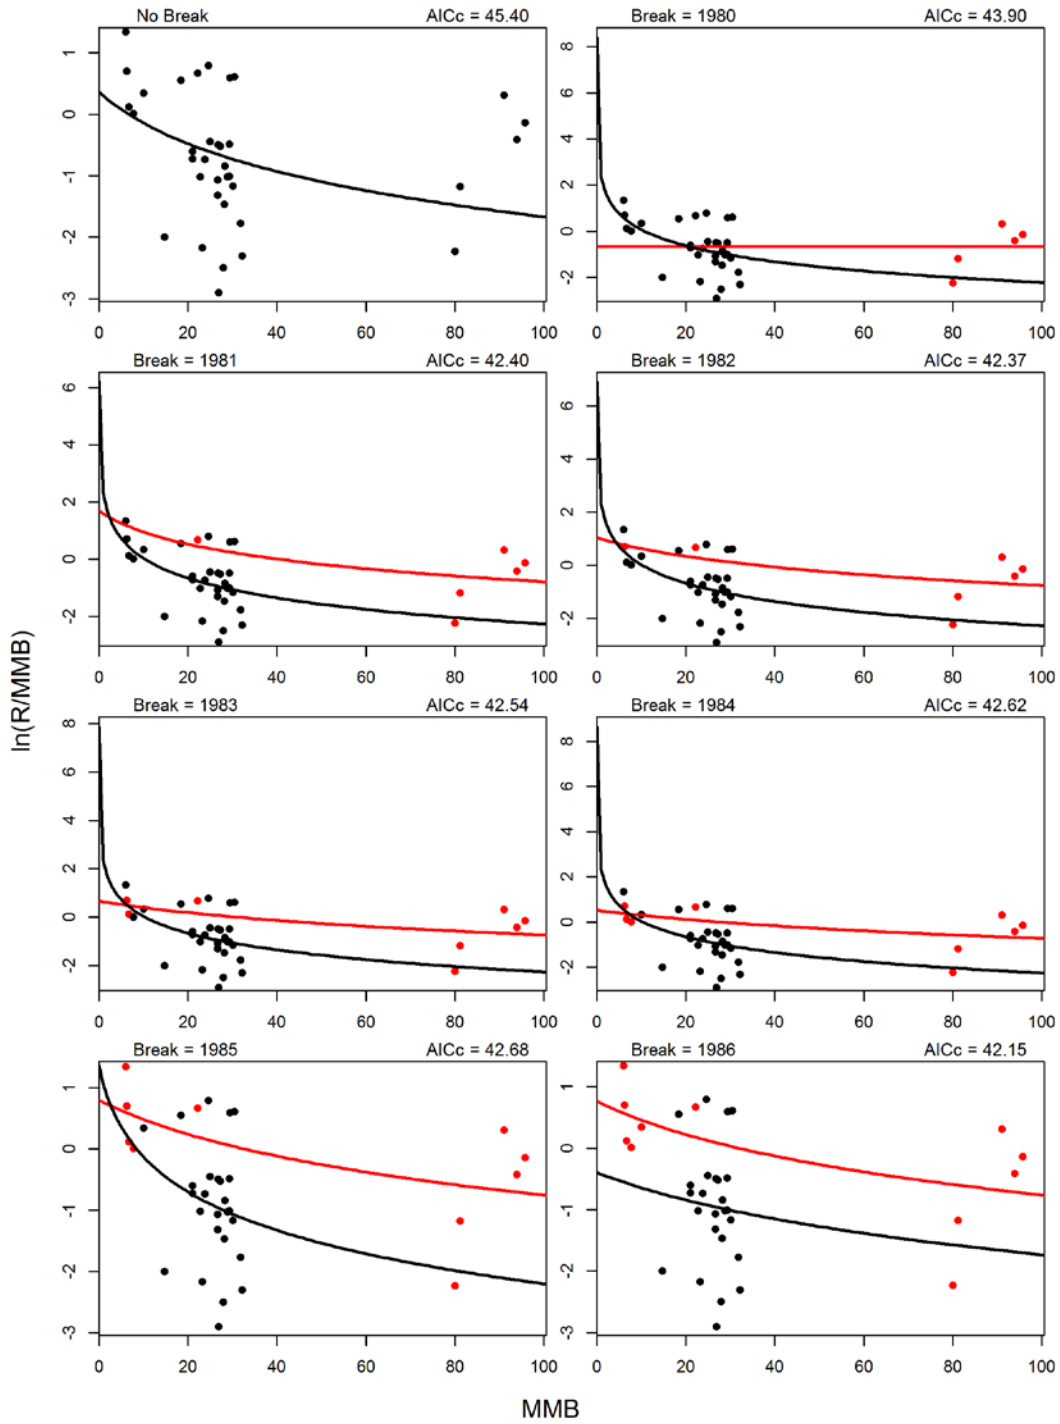 No Break AICc = 45.40
1
0
-1
-2
-3
0 20 40 60 80 100
Break = 1980 AICc = 43.90
8
6
4
2
0
-2
0 20 40 60 80 100
Break = 1981 AICc = 42.40
6
4
2
0
-2
0 20 40 60 80 100
Break = 1982 AICc = 42.37
6
4
2
0
-2
0 20 40 60 80 100
ln(R/MMB)
Break = 1983 AICc = 42.54
8
6
4
2
0
-2
0 20 40 60 80 100
Break = 1984 AICc = 42.62
8
6
4
2
0
-2
0 20 40 60 80 100
Break = 1985 AICc = 42.68
1
0
-1
-2
-3
0 20 40 60 80 100
Break = 1986 AICc = 42.15
1
0
-1
-2
-3
0 20 40 60 80 100
MMB